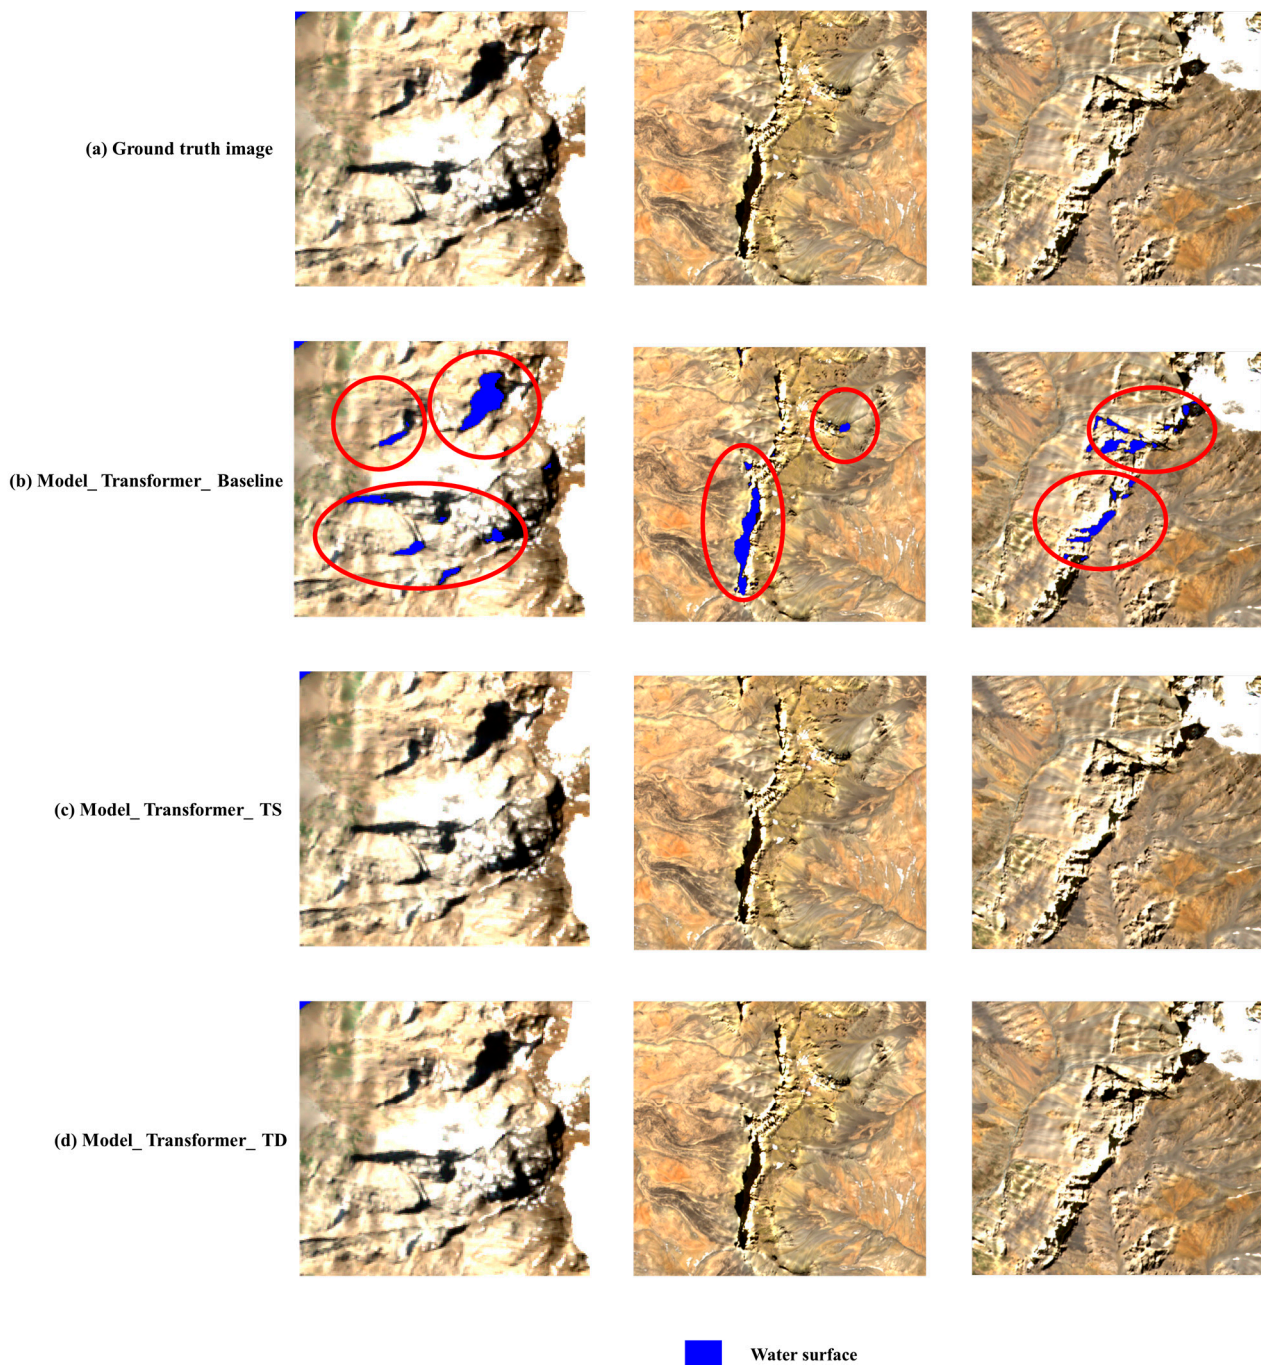 (a) Ground truth image
(b) Model_ Transformer_ Baseline
(c) Model_ Transformer_ TS
(d) Model_ Transformer_ TD
Water surface